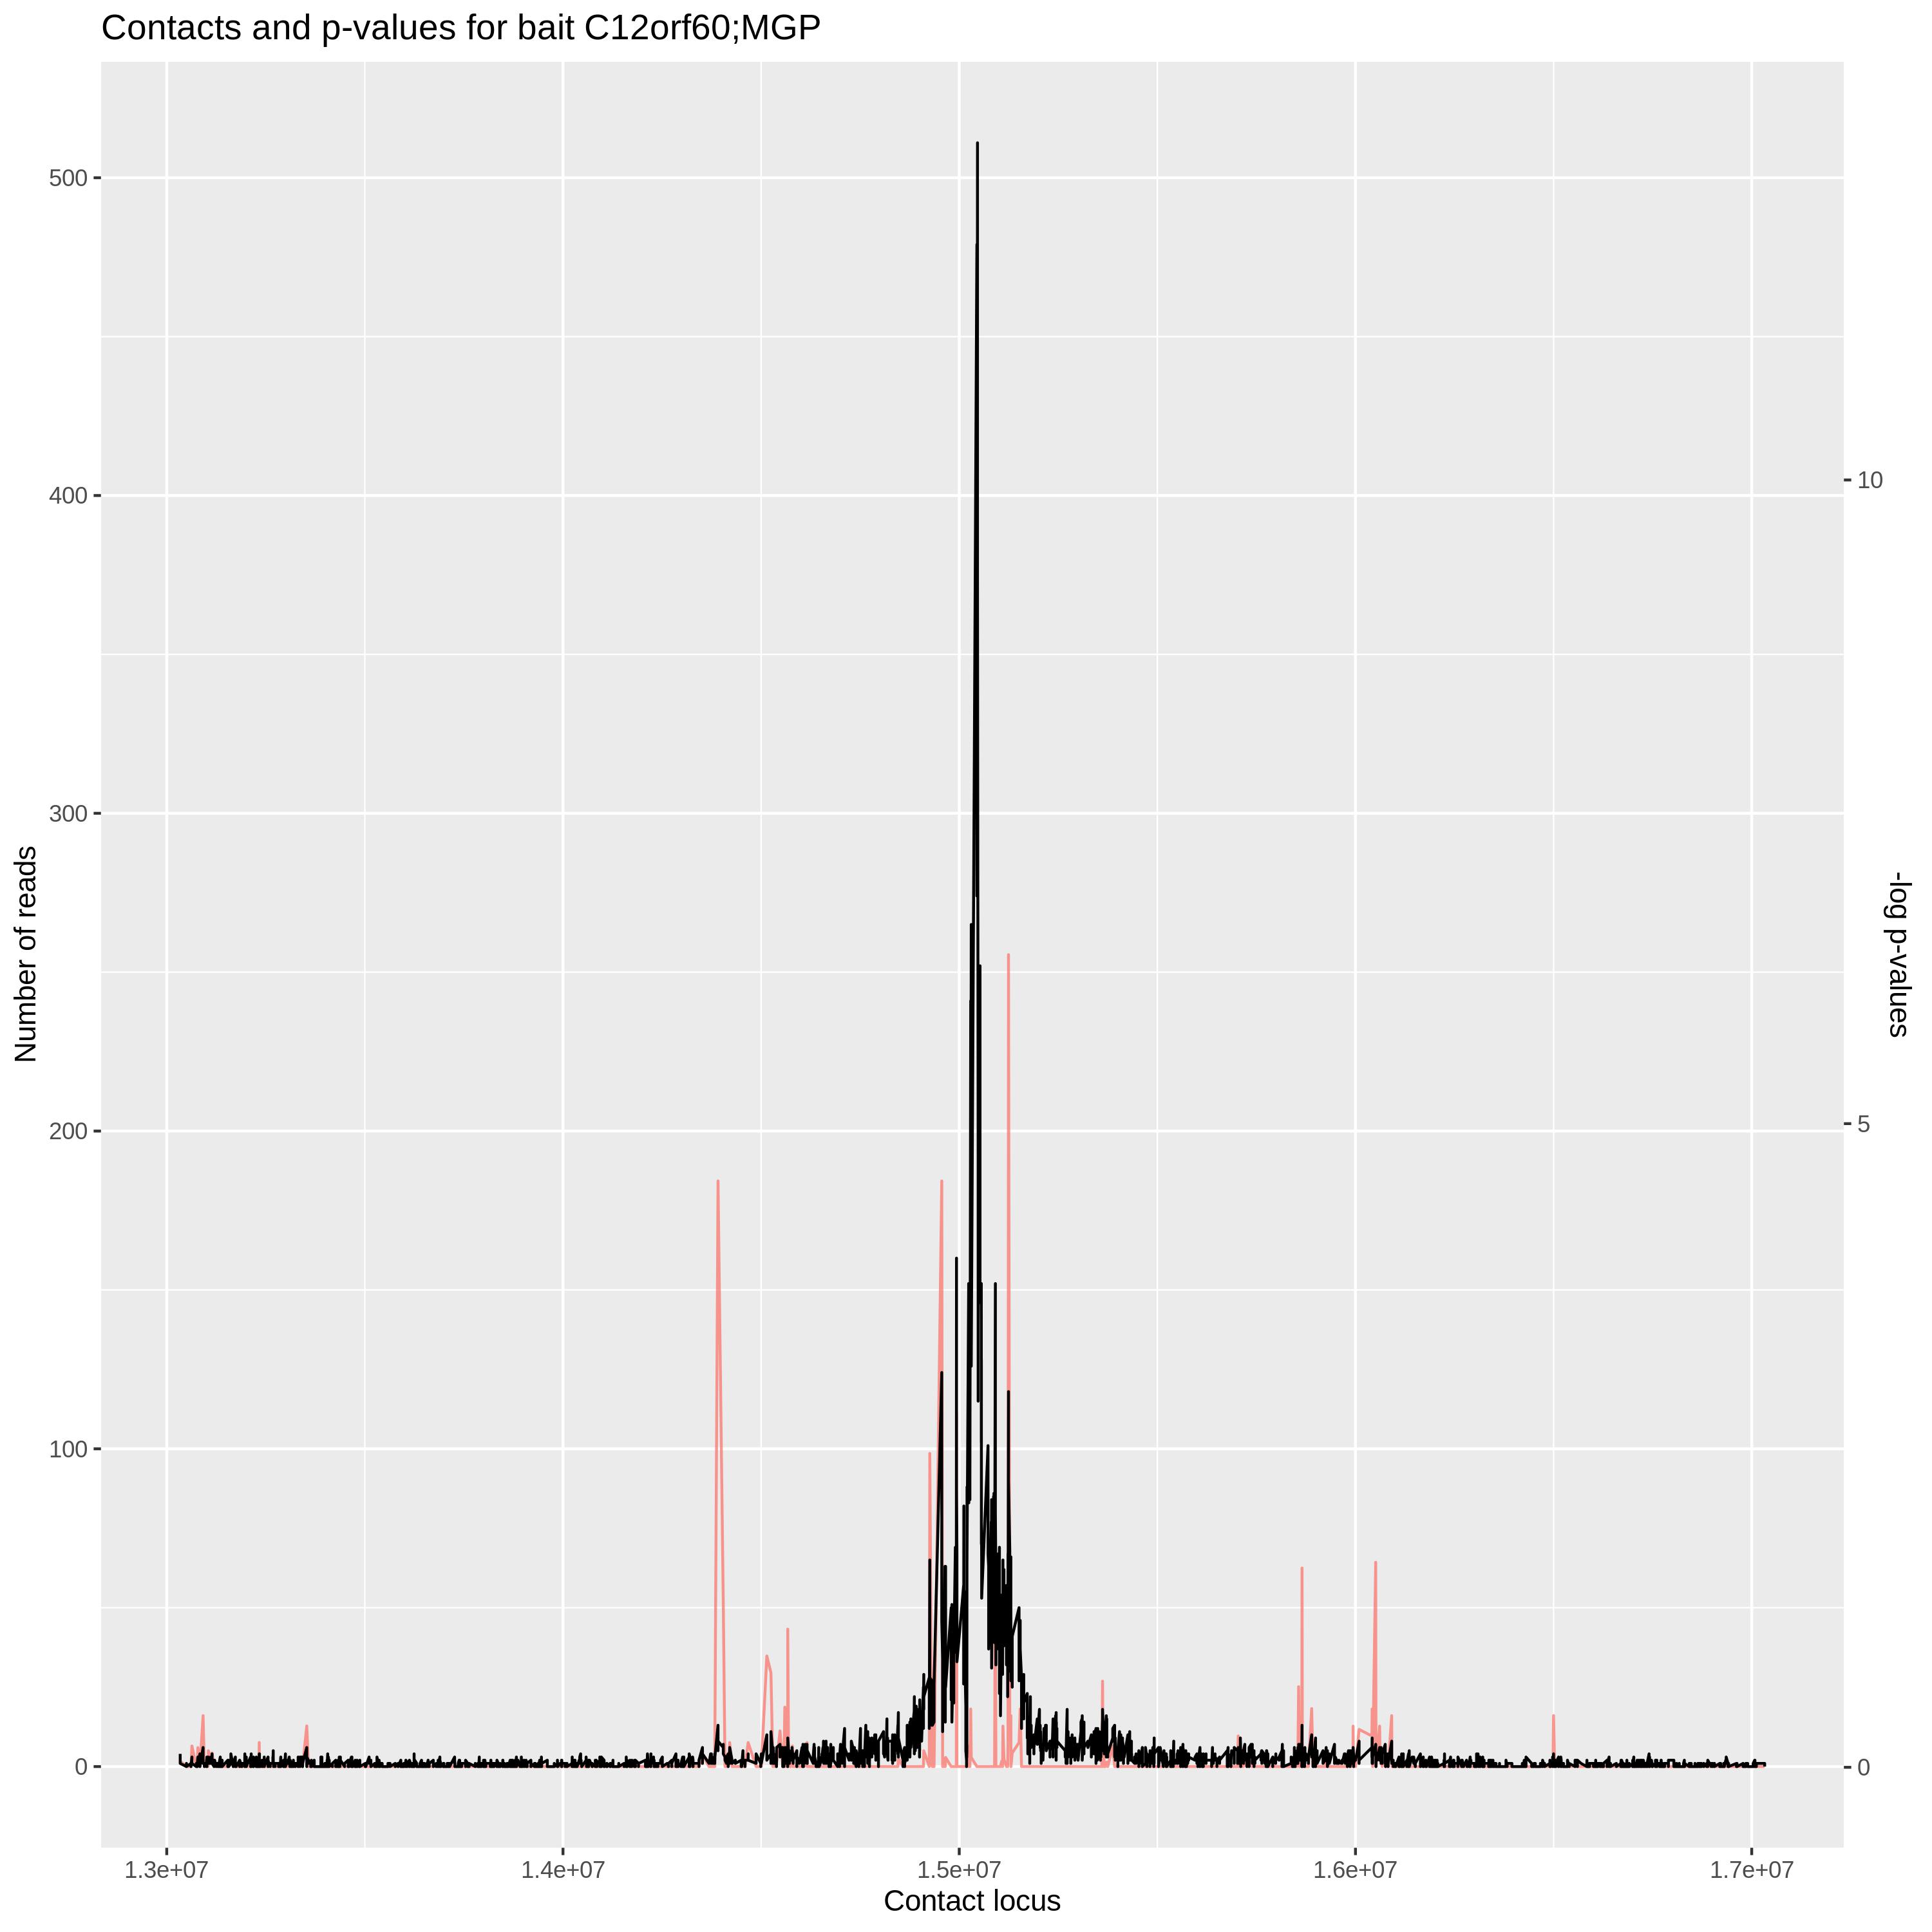 Contacts and p-values for bait C12orf60;MGP
500
400
300
200
100
0
Number of reads
10
5
0
-log p-values
1.3e+07
1.4e+07
1.5e+07
1.6e+07
1.7e+07
Contact locus